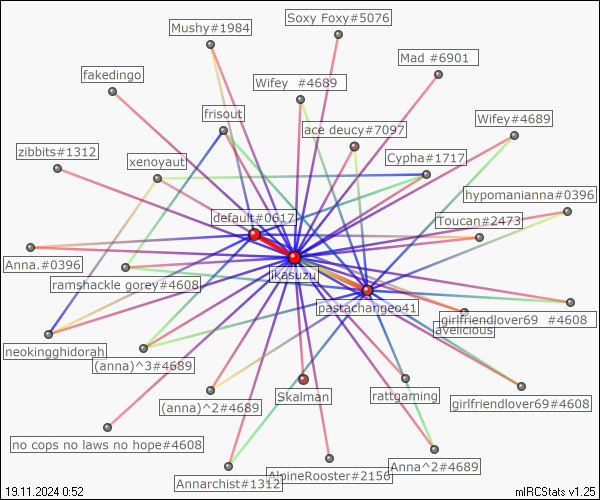 Soxy Foxy#5076
Mushy#1984
Mad #6901
fakedingo
Wifey  #4689
frisout
Wifey#4689
ace deucy#7097
zibbits#1312
xenoyaut
Cypha#1717
hypomanianna#0396
default#0617
Toucan#2473
Anna.#0396
ikasuzu
ramshackle gorey#4608
pastachangeo41
girlfriendlover69  #4608
avelicious
neokingghidorah
(anna)^3#4689
Skalman
rattgaming
(anna)^2#4689
girlfriendlover69#4608
no cops no laws no hope#4608
Anna^2#4689
AlpineRooster#2156
Annarchist#1312
19.11.2024 0:52
mIRCStats v1.25